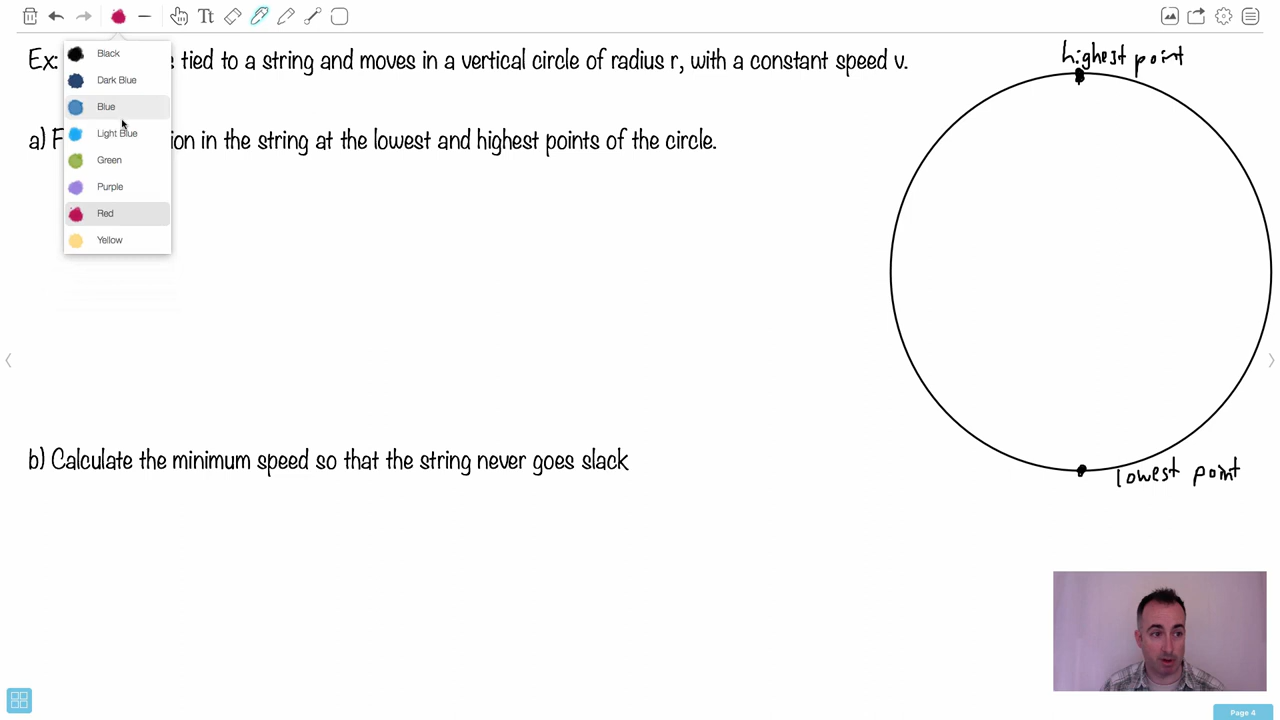 Tt
Black
Ex: tied to a string and moves in a vertical circle of radius r, with a constant speed v.
Dark Blue
Blue
Light Blue
a) F ion in the string at the lowest and highest points of the circle.
Green
Purple
Red
Yellow
highest point
b) Calculate the minimum speed so that the string never goes slack
lowest point
Page 4